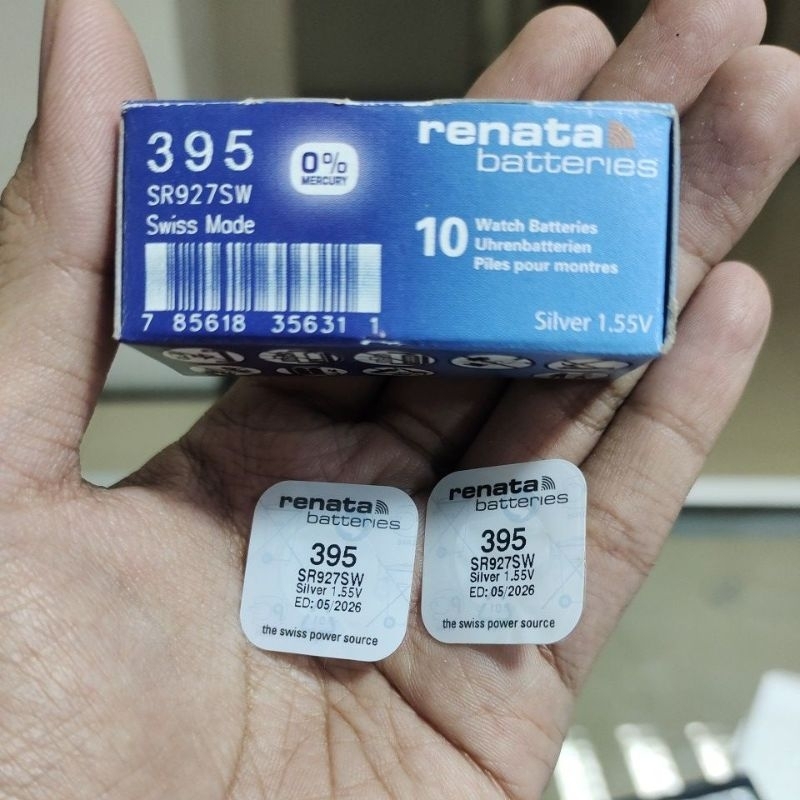 395
SR927SW
Swiss Made
0%
MERCURY
7 85618 35631 1
renata
batteries
10
Watch Batteries
Uhrenbatterien
Piles pour montres
Silver 1.55V
renata
batteries
395
SR927SW
Silver 1.55V
ED: 05/2026
the swiss power source
renata
batteries
395
SR927SW
Silver 1.55V
ED: 05/2026
the swiss power source